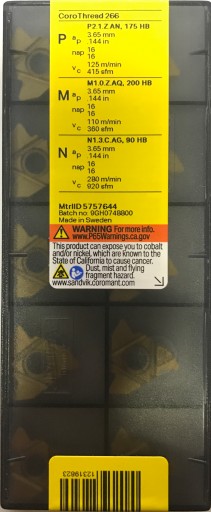 CoroThread 266
P2.1.Z.AN, 175 HB
P ap 3.65 mm
.144 in
nap 16
16
vc 125 m/min
415 sfm
M1.0.Z.AQ, 200 HB
M ap 3.65 mm
.144 in
nap 16
16
vc 110 m/min
360 sfm
N1.3.C.AG, 90 HB
N ap 3.65 mm
.144 in
nap 16
16
vc 280 m/min
920 sfm
MtrlID 5757644
Batch no: 9GH0748800
Made in Sweden
WARNING For more info.
www.P65Warnings.ca.gov
This product can expose you to cobalt
and/or nickel, which are known to the
State of California to cause cancer.
Dust, mist and flying
fragment hazard.
www.sandvik.coromant.com
12319623